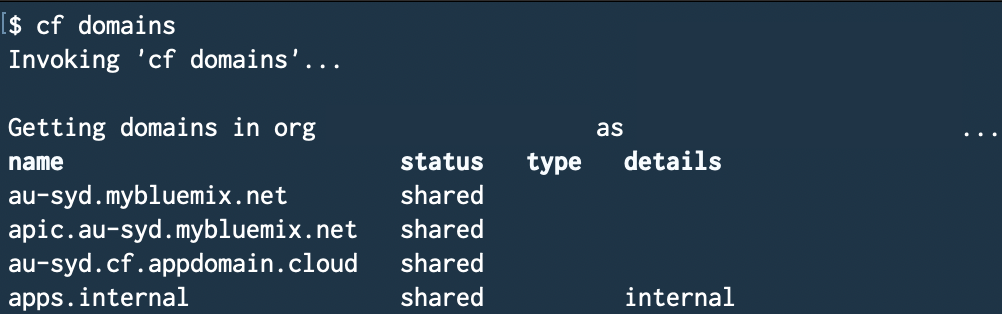 [$ cf domains
Invoking 'cf domains'...
Getting domains in org as ...
name status type details
au-syd.mybluemix.net shared
apic.au-syd.mybluemix.net shared
au-syd.cf.appdomain.cloud shared
apps.internal shared internal